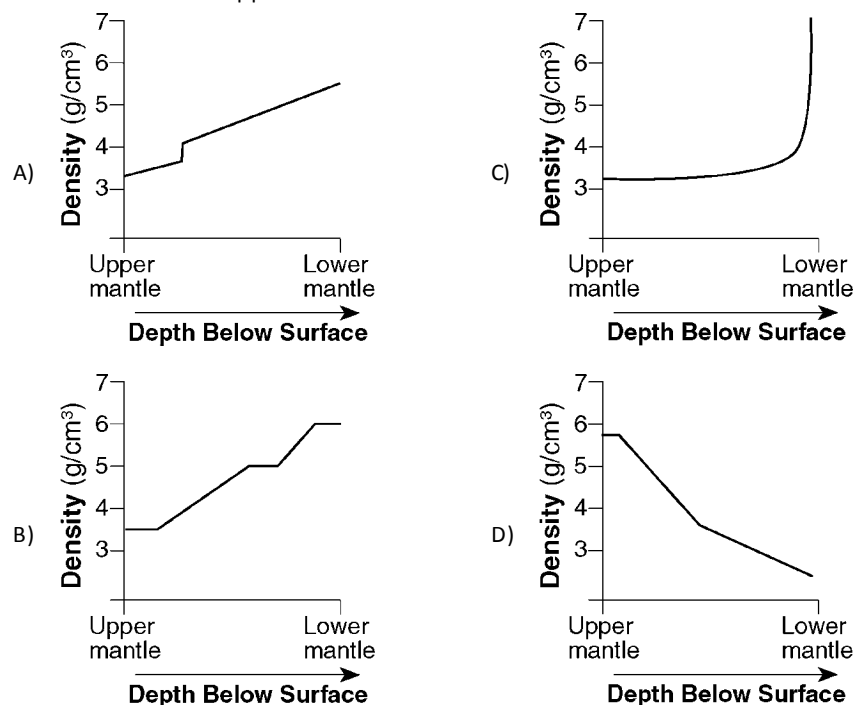 A)
7
6
5
4
3
Density (g/cm³)
Upper mantle
Lower mantle
Depth Below Surface
C)
7
6
5
4
3
Density (g/cm³)
Upper mantle
Lower mantle
Depth Below Surface
B)
7
6
5
4
3
Density (g/cm³)
Upper mantle
Lower mantle
Depth Below Surface
D)
7
6
5
4
3
Density (g/cm³)
Upper mantle
Lower mantle
Depth Below Surface